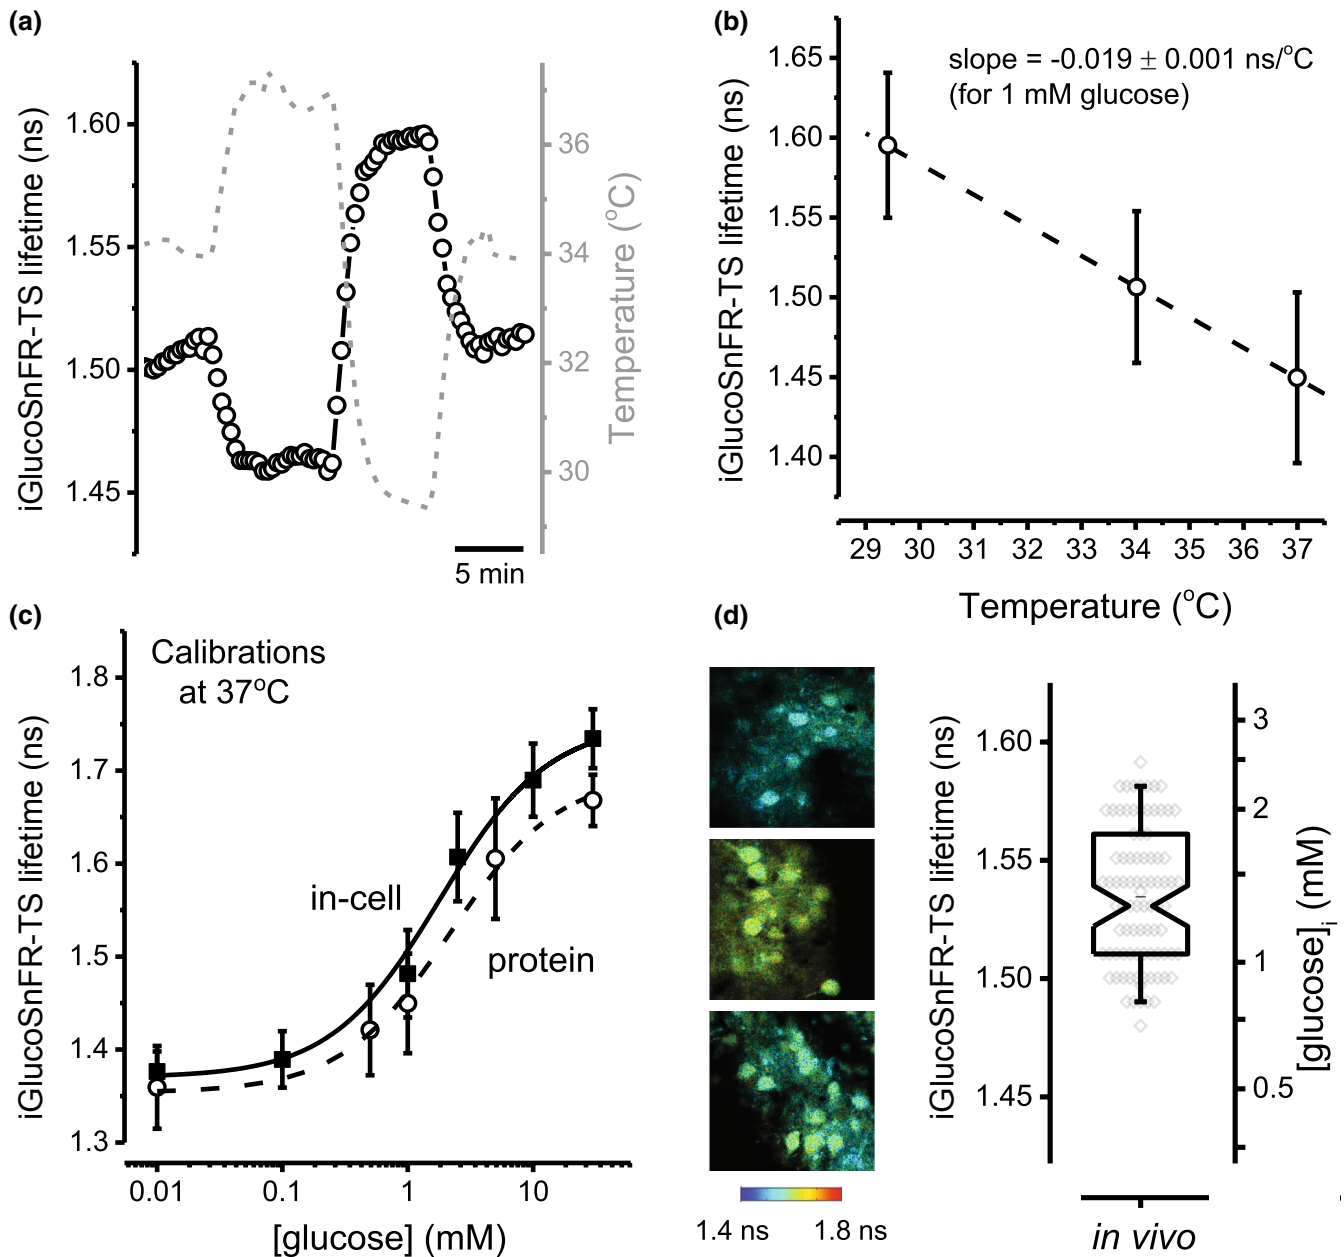 (a)
iGlucoSnFR-TS lifetime (ns)
1.60
1.55
1.50
1.45
36
34
32
30
Temperature (°C)
5 min
(b)
iGlucoSnFR-TS lifetime (ns)
1.65
1.60
1.55
1.50
1.45
1.40
slope = -0.019 ± 0.001 ns/°C
(for 1 mM glucose)
29 30 31 32 33 34 35 36 37
Temperature (°C)
(c)
iGlucoSnFR-TS lifetime (ns)
1.8
1.7
1.6
1.5
1.4
1.3
Calibrations
at 37°C
in-cell
protein
0.01 0.1 1 10
[glucose] (mM)
(d)
1.4 ns 1.8 ns
iGlucoSnFR-TS lifetime (ns)
1.60
1.55
1.50
1.45
3
2
1
0.5
[glucose]i (mM)
in vivo